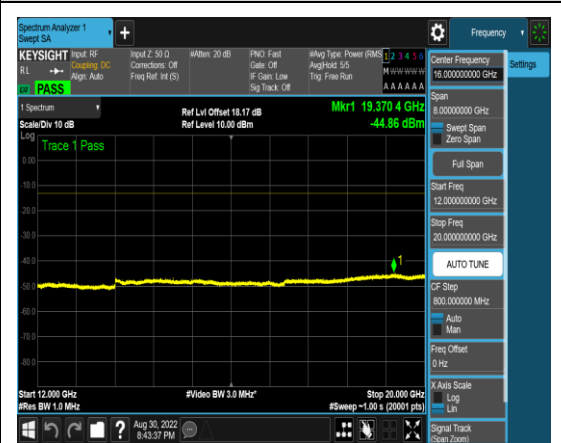 Spectrum Analyzer 1
Swept SA
Frequency
KEYSIGHT
RL
Input: RF
Coupling: DC
Align: Auto
Input Z: 50 Ω
Corrections: Off
Freq Ref: Int (S)
#Atten: 20 dB
PNO: Fast
Gate: Off
IF Gain: Low
Sig Track: Off
#Avg Type: Power (RMS
Avg|Hold: 5/5
Trig: Free Run
1 2 3 4 5 6
M W W W W W
A A A A A A
PASS
1 Spectrum
Scale/Div 10 dB
Ref Lvl Offset 18.17 dB
Ref Level 10.00 dBm
Mkr1 19.370 4 GHz
-44.86 dBm
Log
Trace 1 Pass
0.00
-10.0
-20.0
-30.0
-40.0
-50.0
-60.0
-70.0
-80.0
1
Start 12.000 GHz
#Res BW 1.0 MHz
#Video BW 3.0 MHz*
Stop 20.000 GHz
#Sweep ~1.00 s (20001 pts)
Aug 30, 2022
8:43:37 PM
Center Frequency
16.000000000 GHz
Settings
Span
8.00000000 GHz
Swept Span
Zero Span
Full Span
Start Freq
12.000000000 GHz
Stop Freq
20.000000000 GHz
AUTO TUNE
CF Step
800.000000 MHz
Auto
Man
Freq Offset
0 Hz
X Axis Scale
Log
Lin
Signal Track
(Span Zoom)